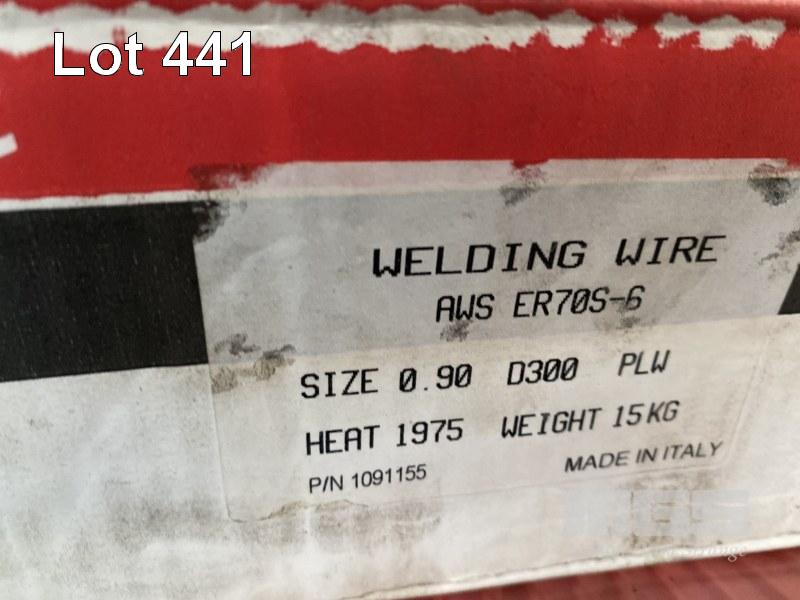 Lot 441
WELDING WIRE
AWS ER70S-6
SIZE 0.90 D300 PLW
HEAT 1975 WEIGHT 15KG
P/N 1091155
MADE IN ITALY